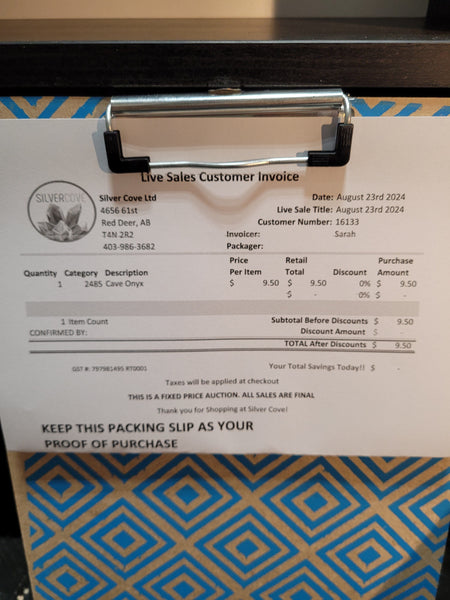 Live Sales Customer Invoice
SILVERCOVE
Silver Cove Ltd
4656 61st
Red Deer, AB
T4N 2R2
403-986-3682
Date: August 23rd 2024
Live Sale Title: August 23rd 2024
Customer Number: 16133
Invoicer: Sarah
Packager:
Quantity Category Description Price Per Item Retail Total Discount Purchase Amount
1 2485 Cave Onyx $ 9.50 $ 9.50 0% $ 9.50
$ - 0% $ -
1 Item Count Subtotal Before Discounts $ 9.50
CONFIRMED BY: Discount Amount $ -
TOTAL After Discounts $ 9.50
GST #: 797981495 RT0001 Your Total Savings Today!! $ -
Taxes will be applied at checkout
THIS IS A FIXED PRICE AUCTION. ALL SALES ARE FINAL
Thank you for Shopping at Silver Cove!
KEEP THIS PACKING SLIP AS YOUR
PROOF OF PURCHASE